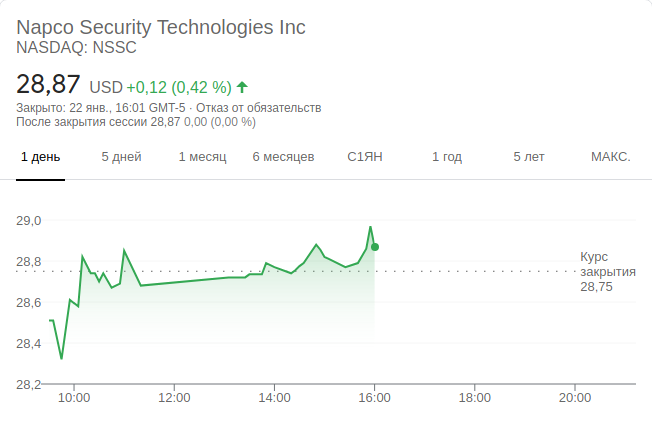 Napco Security Technologies Inc
NASDAQ: NSSC
28,87 USD +0,12 (0,42 %)
Закрыто: 22 янв., 16:01 GMT-5 · Отказ от обязательств
После закрытия сессии 28,87 0,00 (0,00 %)
1 день 5 дней 1 месяц 6 месяцев С1ЯН 1 год 5 лет МАКС.
29,0
28,8
28,6
28,4
28,2
Курс
закрытия
28,75
10:00 12:00 14:00 16:00 18:00 20:00